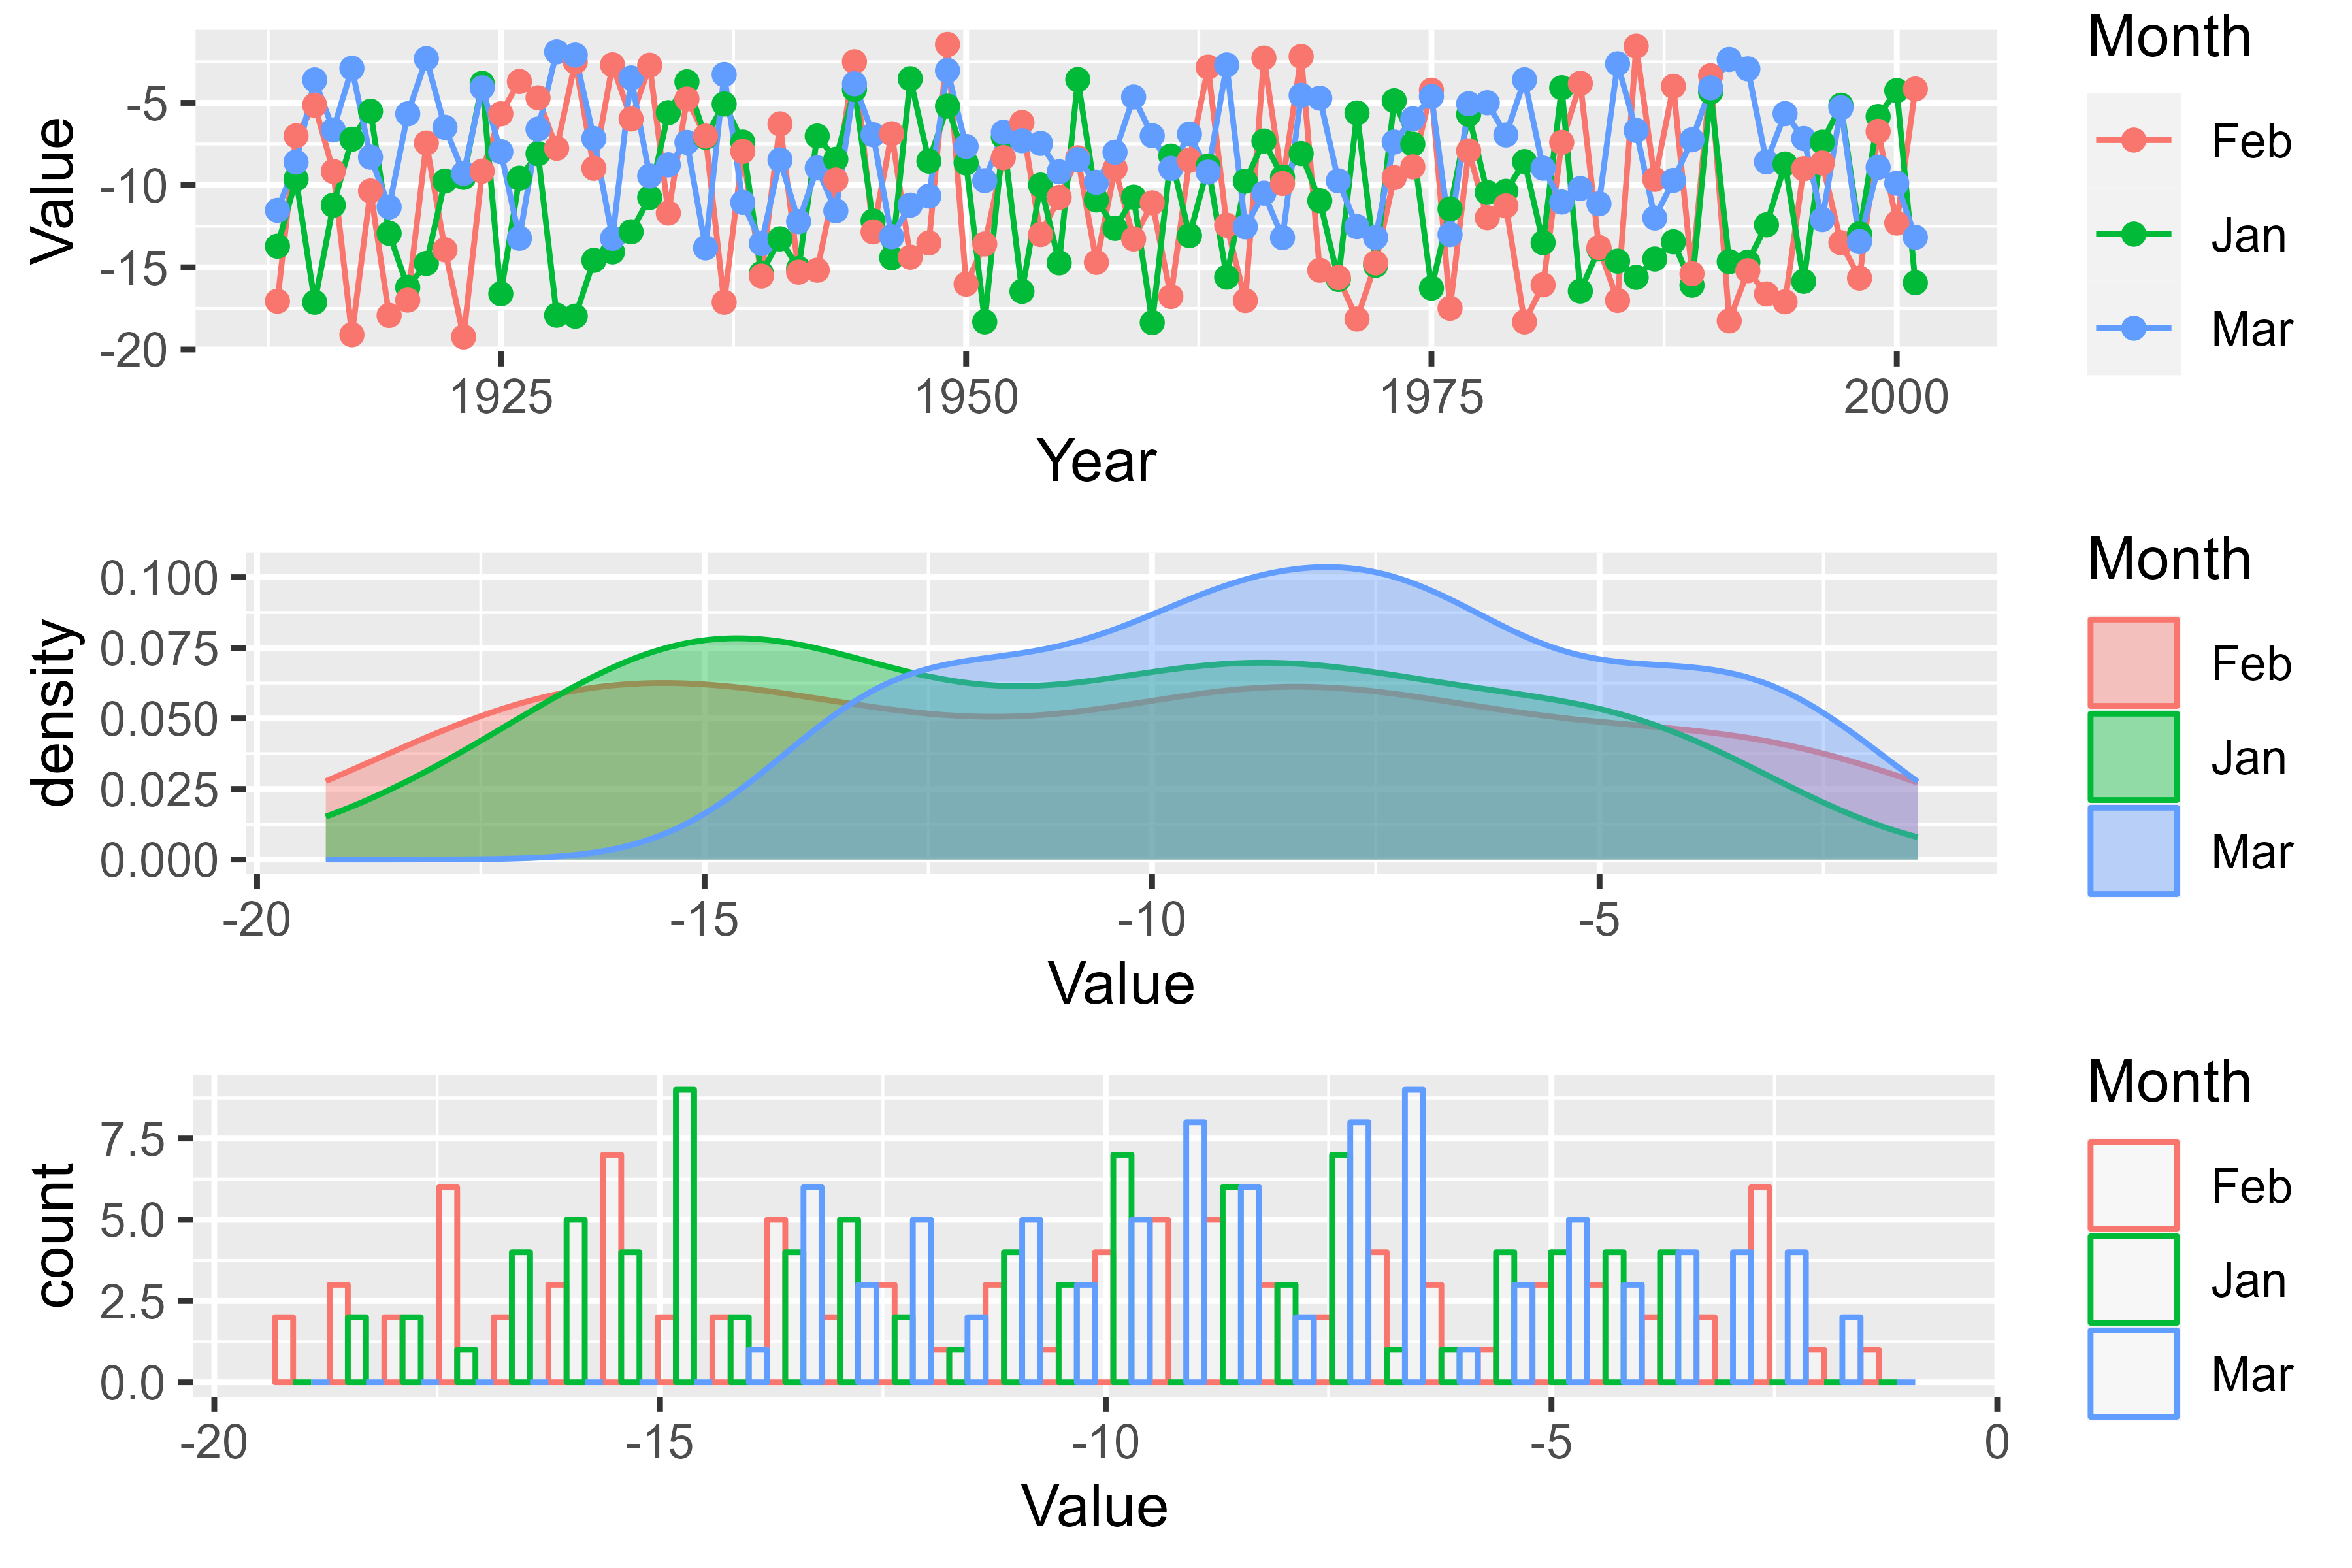 Value
-5
-10
-15
-20
1925 1950 1975 2000
Year
Month
Feb
Jan
Mar
density
0.100
0.075
0.050
0.025
0.000
-20 -15 -10 -5
Value
Month
Feb
Jan
Mar
count
7.5
5.0
2.5
0.0
-20 -15 -10 -5 0
Value
Month
Feb
Jan
Mar